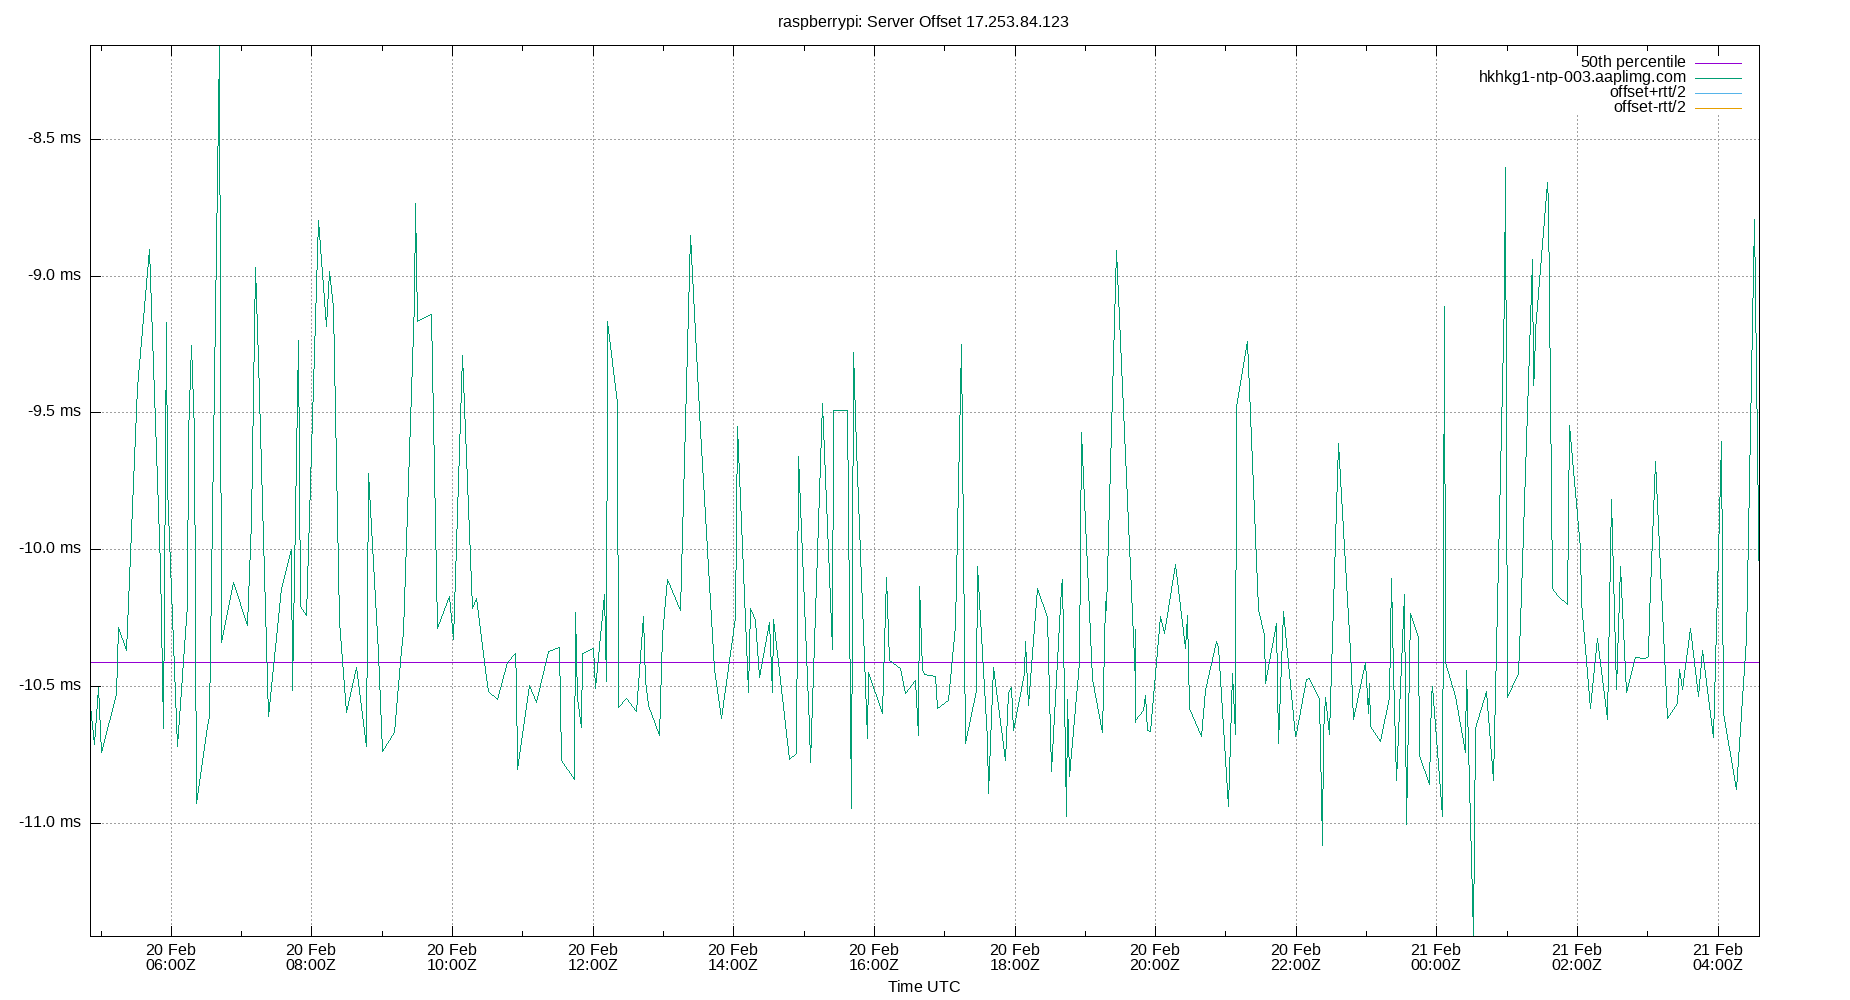 raspberrypi: Server Offset 17.253.84.123
50th percentile
hkhkg1-ntp-003.aaplimg.com
offset+rtt/2
offset-rtt/2
-8.5 ms
-9.0 ms
-9.5 ms
-10.0 ms
-10.5 ms
-11.0 ms
20 Feb 20 Feb 20 Feb 20 Feb 20 Feb 20 Feb 20 Feb 20 Feb 20 Feb 21 Feb 21 Feb 21 Feb
06:00Z 08:00Z 10:00Z 12:00Z 14:00Z 16:00Z 18:00Z 20:00Z 22:00Z 00:00Z 02:00Z 04:00Z
Time UTC